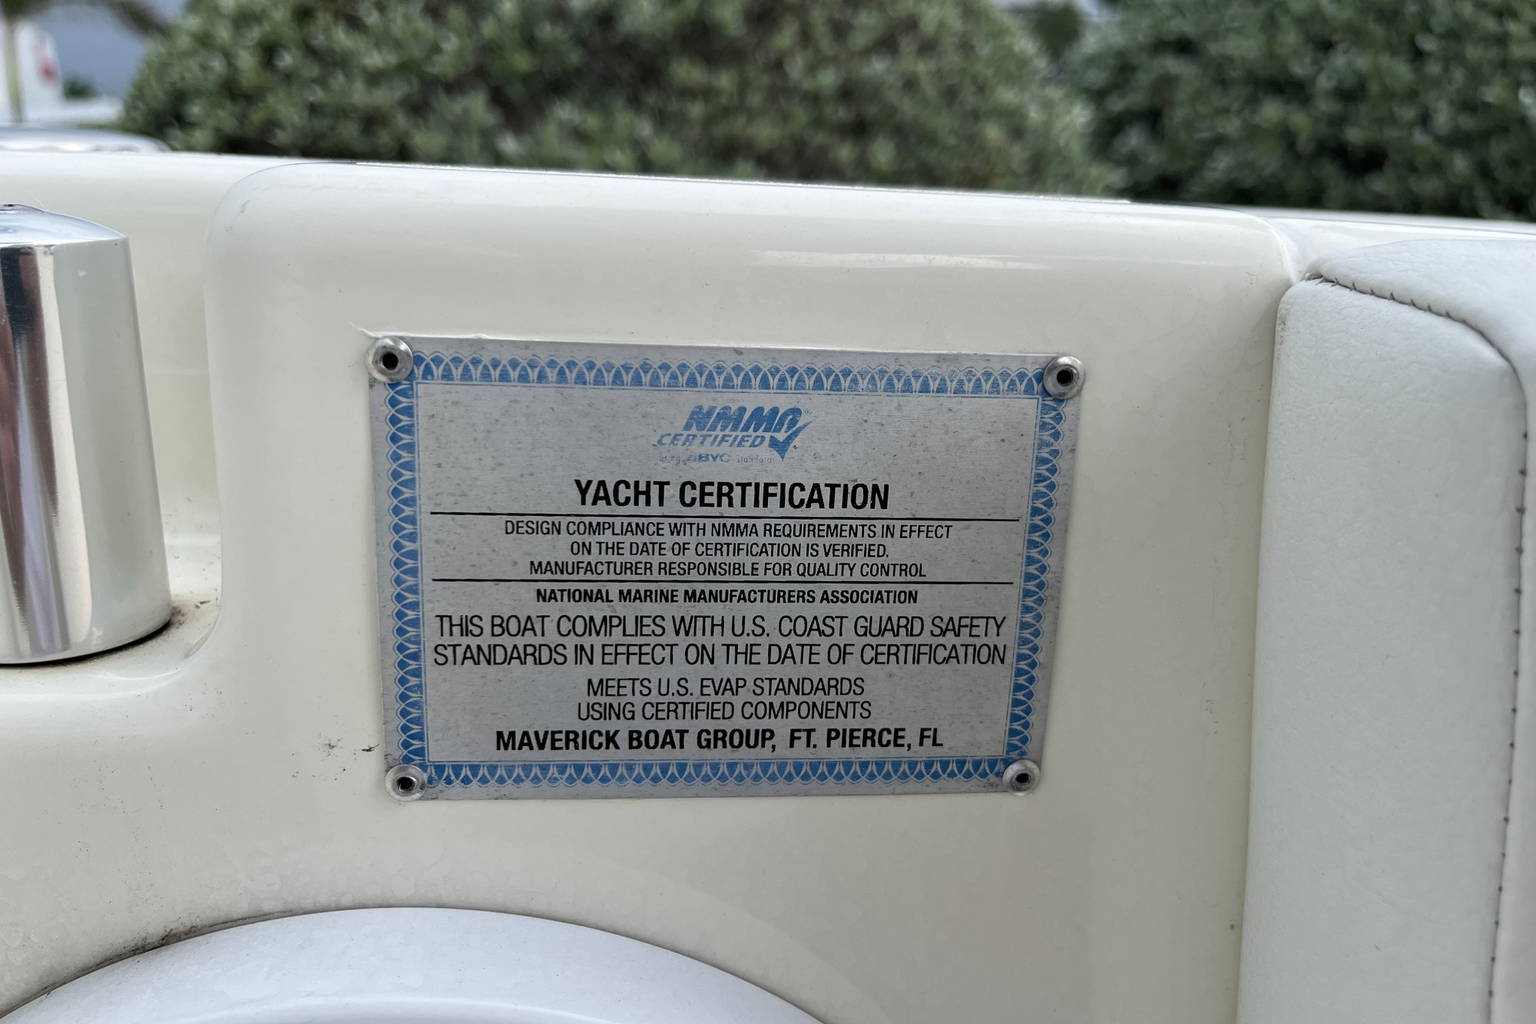 NMMA
CERTIFIED
ABYC
YACHT CERTIFICATION
DESIGN COMPLIANCE WITH NMMA REQUIREMENTS IN EFFECT
ON THE DATE OF CERTIFICATION IS VERIFIED.
MANUFACTURER RESPONSIBLE FOR QUALITY CONTROL
NATIONAL MARINE MANUFACTURERS ASSOCIATION
THIS BOAT COMPLIES WITH U.S. COAST GUARD SAFETY
STANDARDS IN EFFECT ON THE DATE OF CERTIFICATION
MEETS U.S. EVAP STANDARDS
USING CERTIFIED COMPONENTS
MAVERICK BOAT GROUP, FT. PIERCE, FL